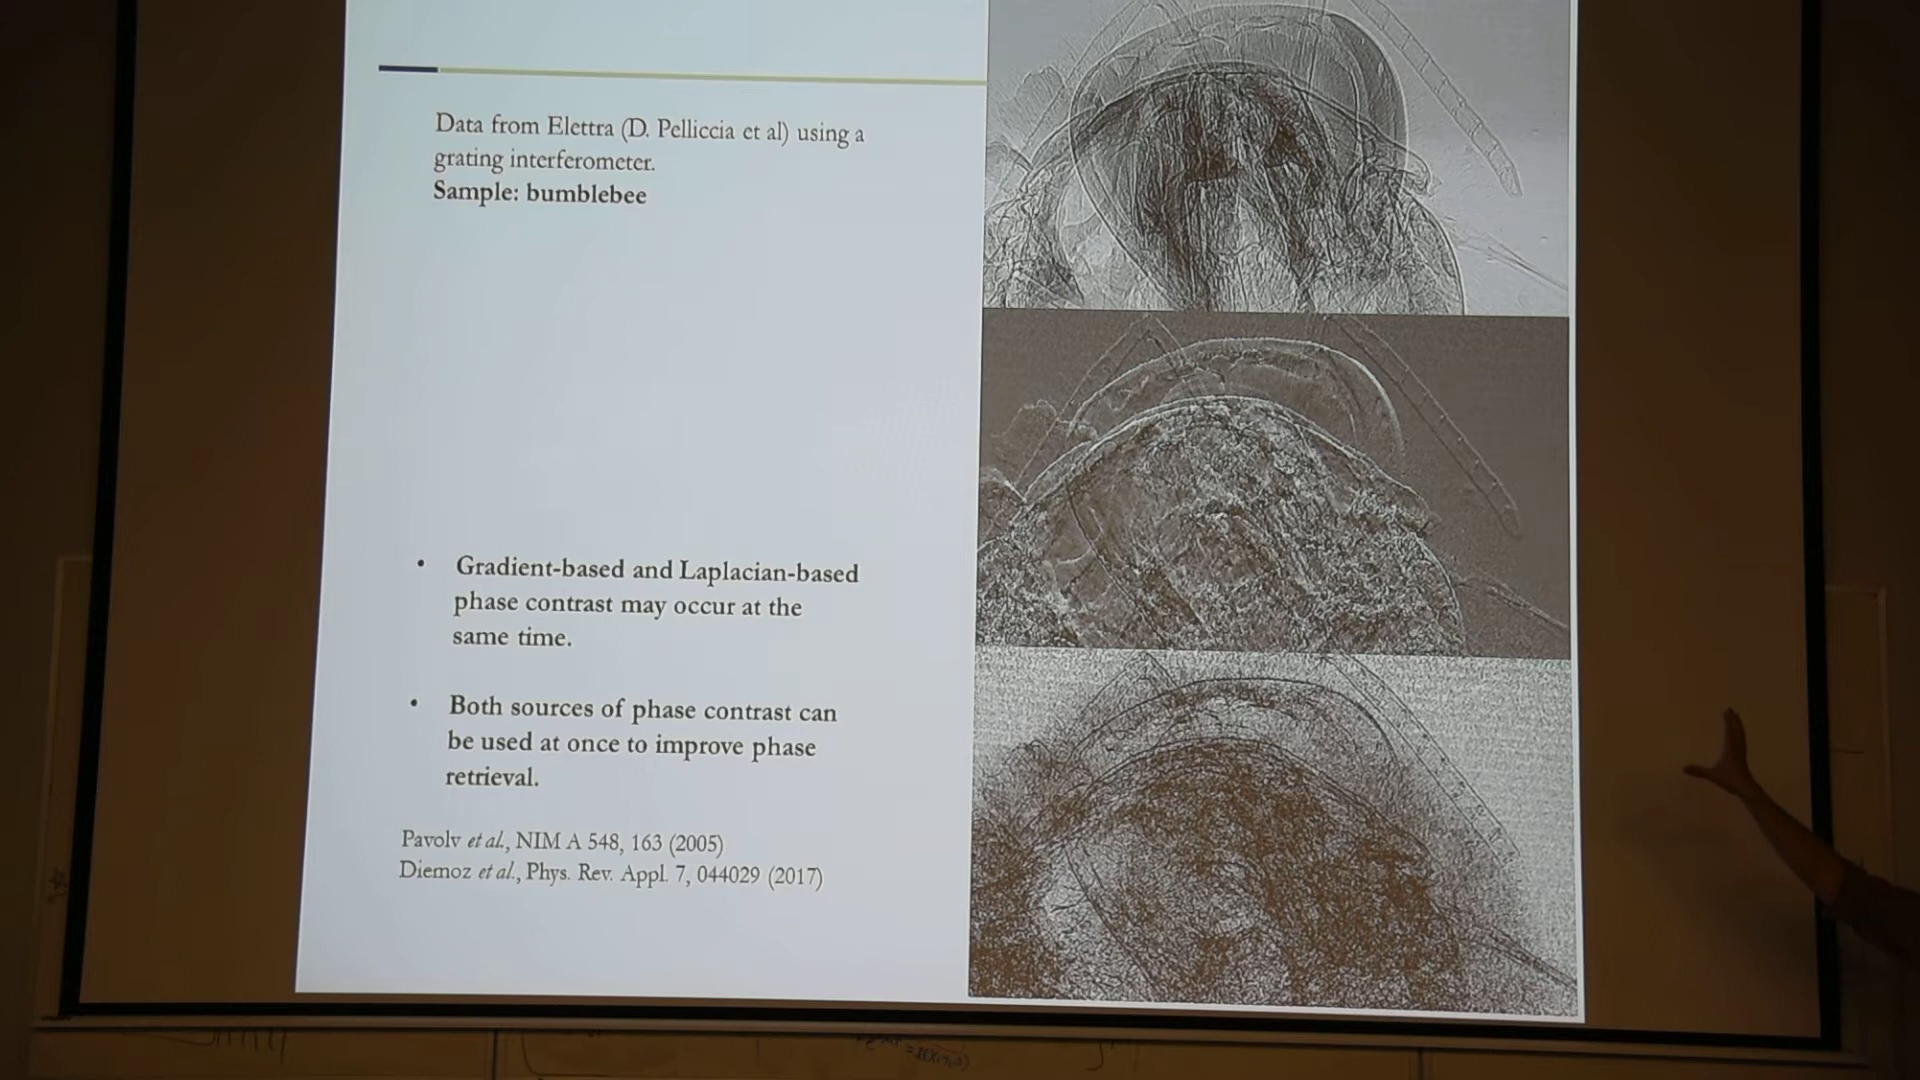 Data from Elettra (D. Pelliccia et al) using a
grating interferometer.
Sample: bumblebee
• Gradient-based and Laplacian-based
phase contrast may occur at the
same time.
• Both sources of phase contrast can
be used at once to improve phase
retrieval.
Pavolv et al., NIM A 548, 163 (2005)
Diemoz et al., Phys. Rev. Appl. 7, 044029 (2017)